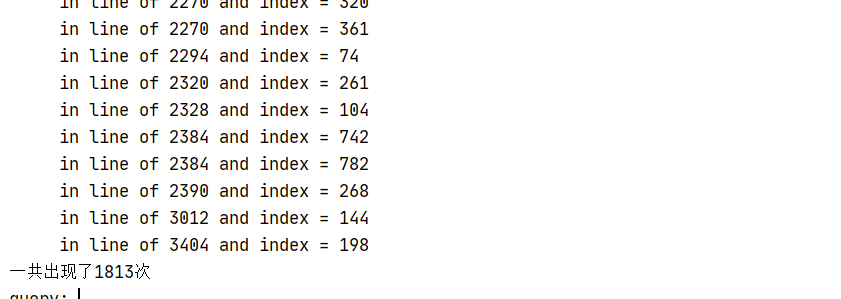 in line of 2270 and index = 320
in line of 2270 and index = 361
in line of 2294 and index = 74
in line of 2320 and index = 261
in line of 2328 and index = 104
in line of 2384 and index = 742
in line of 2384 and index = 782
in line of 2390 and index = 268
in line of 3012 and index = 144
in line of 3404 and index = 198
一共出现了1813次
query: